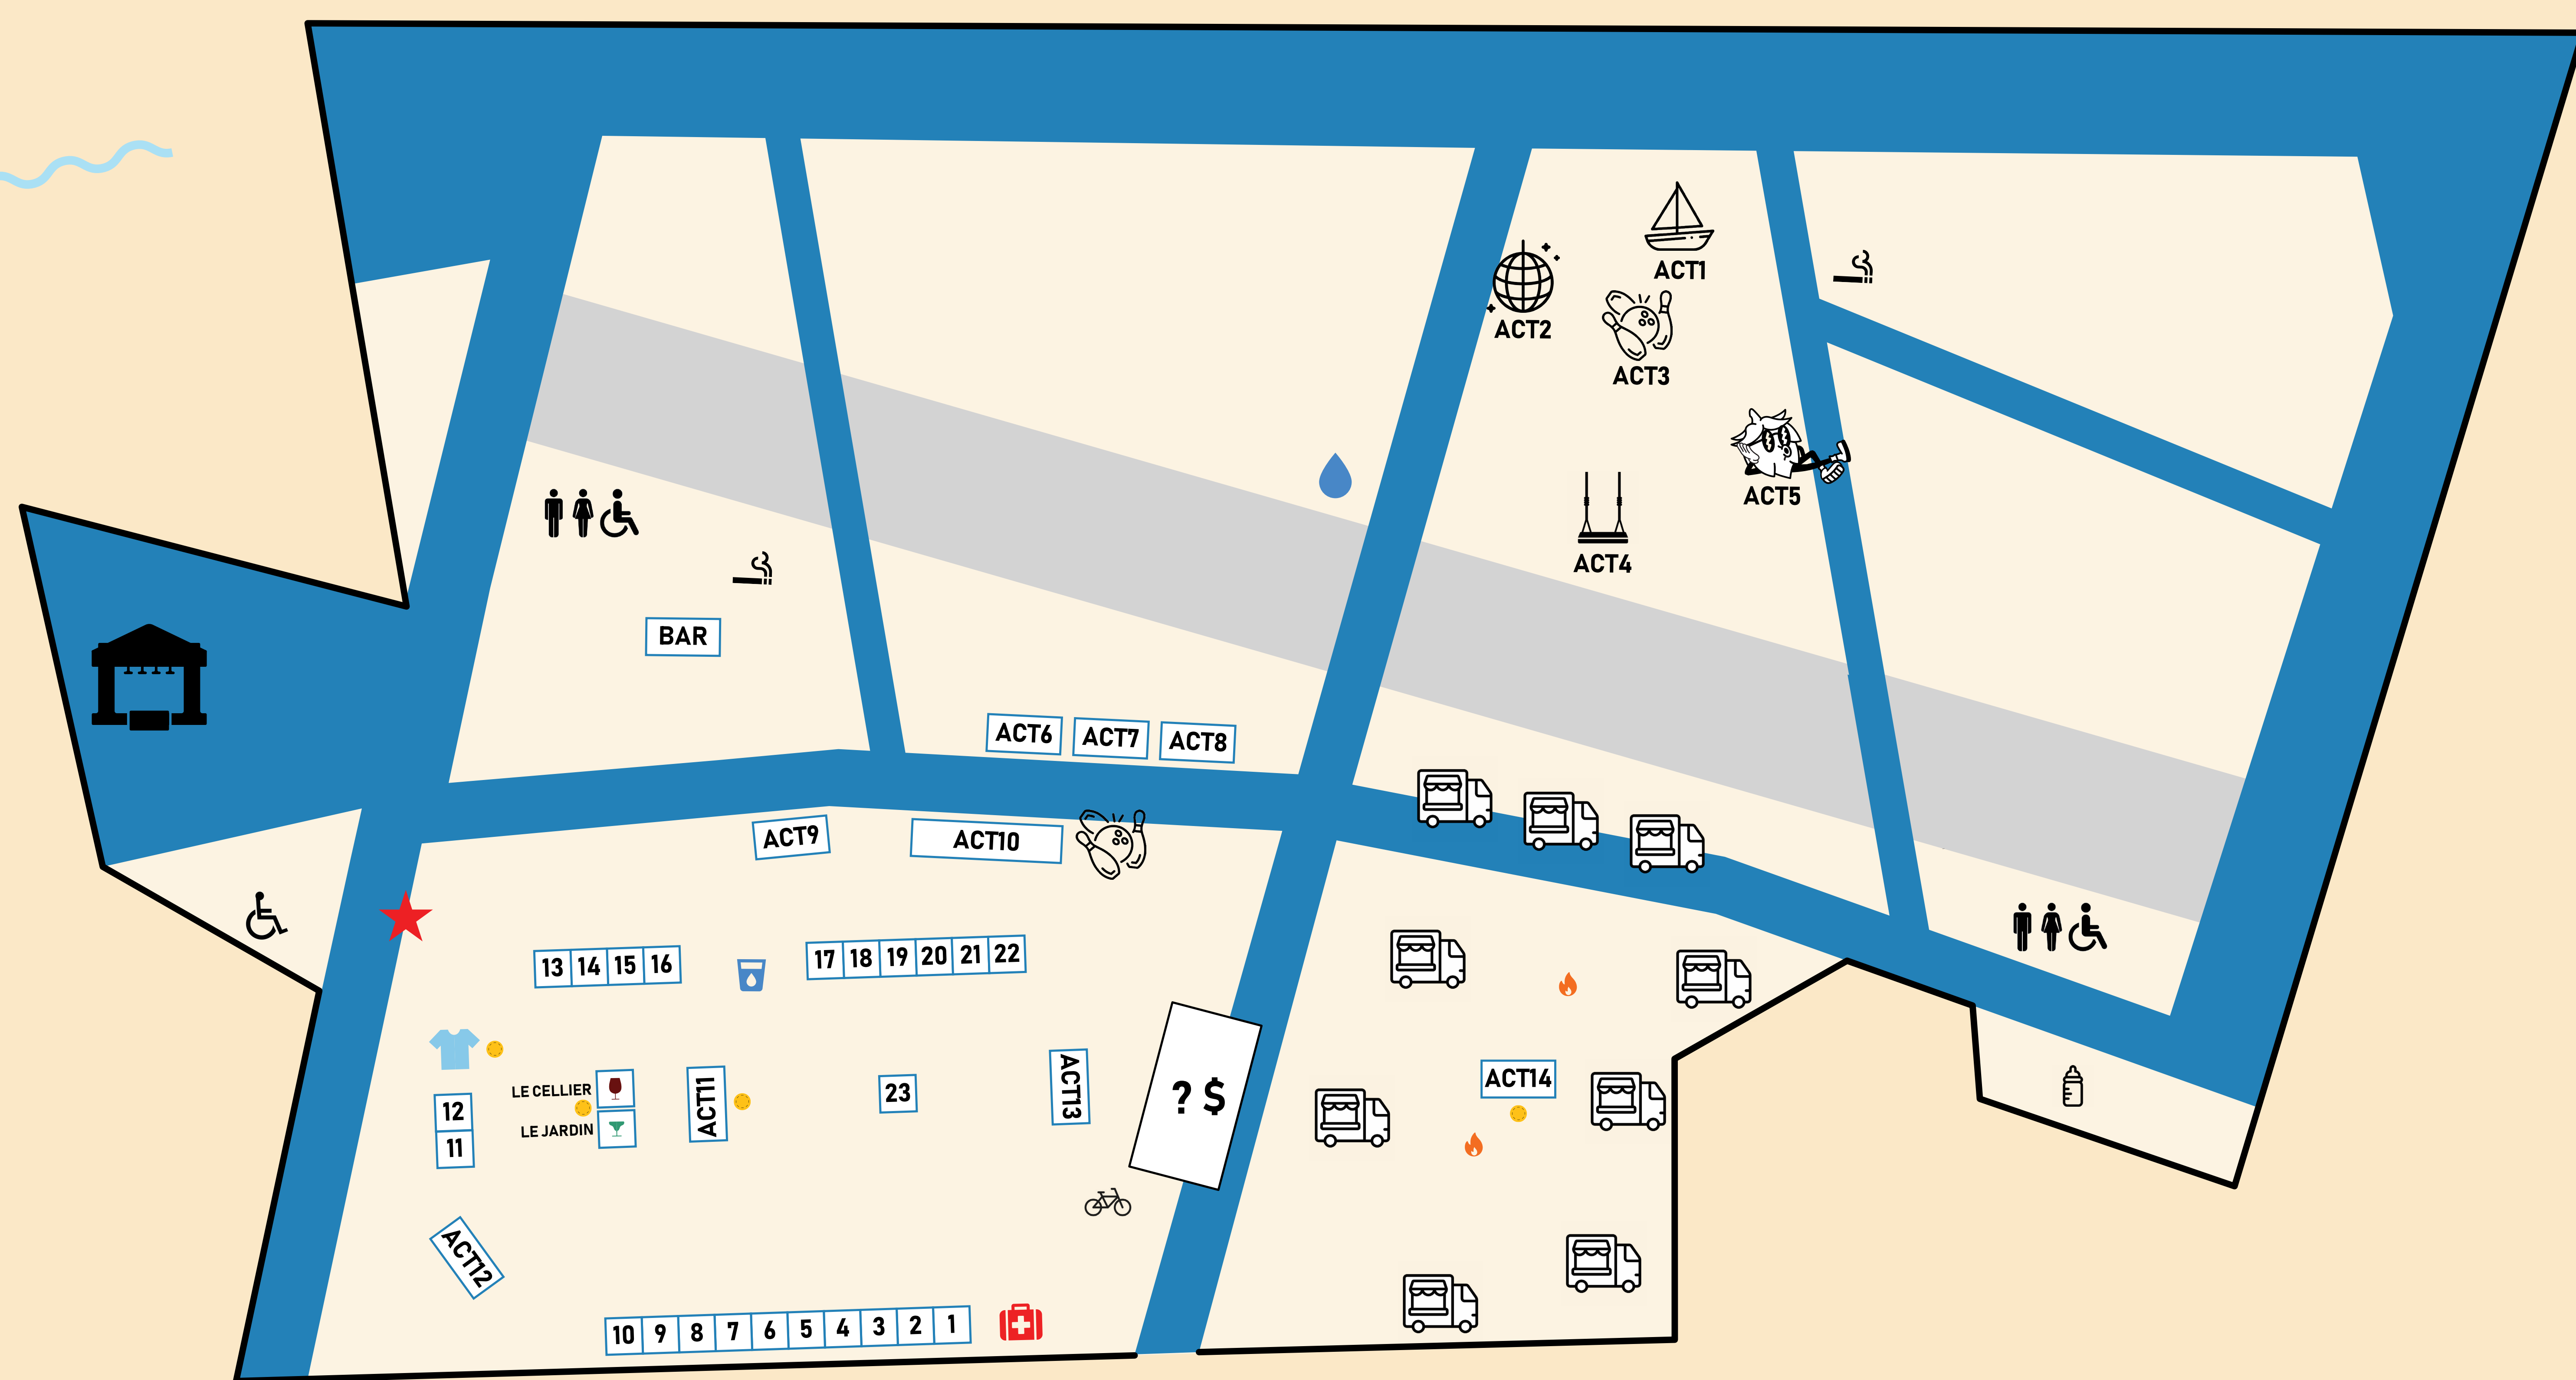 ACT1
ACT2
ACT3
ACT5
ACT4
BAR
ACT6
ACT7
ACT8
ACT9
ACT10
13 14 15 16
17 18 19 20 21 22
LE CELLIER
LE JARDIN
12
11
ACT11
23
ACT13
? $
ACT14
ACT12
10 9 8 7 6 5 4 3 2 1